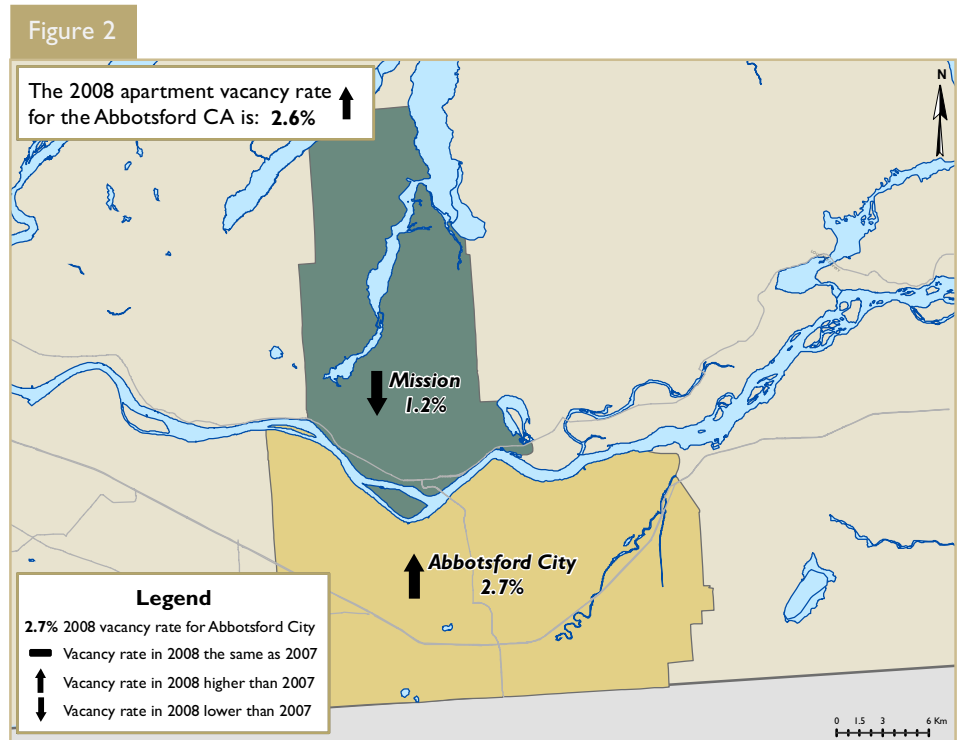 Figure 2
The 2008 apartment vacancy rate
for the Abbotsford CA is: 2.6%
N
Mission
1.2%
Abbotsford City
2.7%
Legend
2.7% 2008 vacancy rate for Abbotsford City
Vacancy rate in 2008 the same as 2007
Vacancy rate in 2008 higher than 2007
Vacancy rate in 2008 lower than 2007
0 1.5 3 6 Km